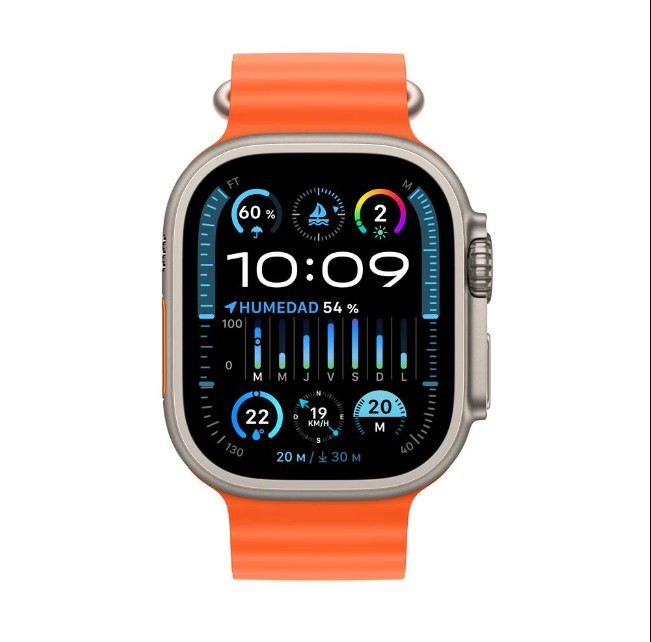 FT M
60 %
2
10:09
HUMEDAD 54 %
100
0
M M J V S D L
22
N
O
19
KM/H
S
20
M
130
40
20 M / ↓ 30 M